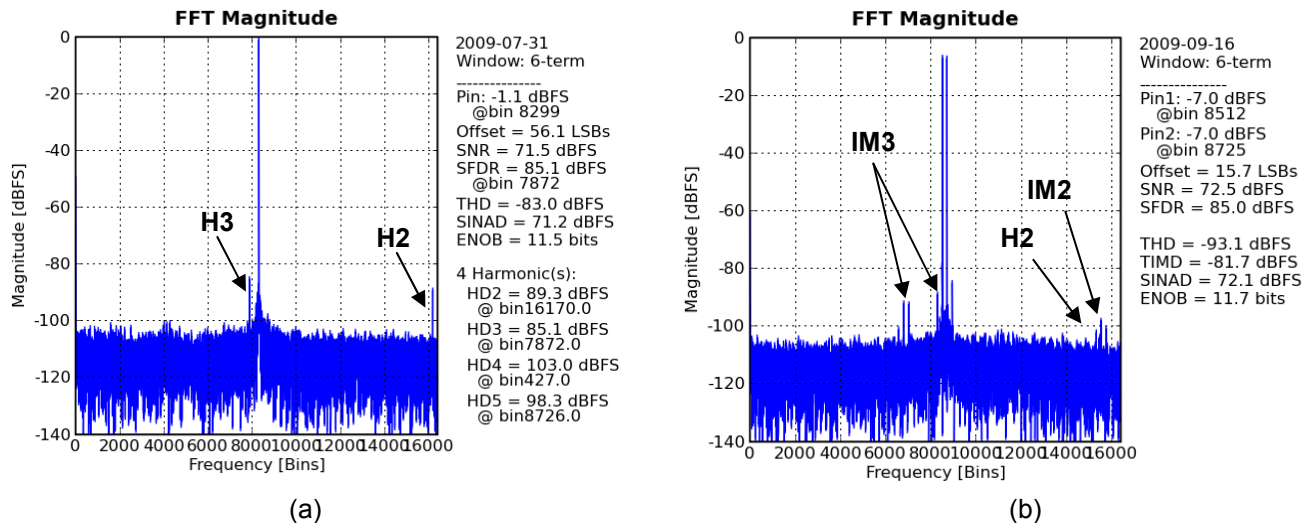 FFT Magnitude
Magnitude [dBFS]
0
-20
-40
-60
-80
-100
-120
-140
0 2000 4000 6000 8000 10000 12000 14000 16000
Frequency [Bins]
H3
H2
2009-07-31
Window: 6-term
---------------
Pin: -1.1 dBFS
@bin 8299
Offset = 56.1 LSBs
SNR = 71.5 dBFS
SFDR = 85.1 dBFS
@bin 7872
THD = -83.0 dBFS
SINAD = 71.2 dBFS
ENOB = 11.5 bits
4 Harmonic(s):
HD2 = 89.3 dBFS
@ bin16170.0
HD3 = 85.1 dBFS
@ bin7872.0
HD4 = 103.0 dBFS
@ bin427.0
HD5 = 98.3 dBFS
@ bin8726.0
(a)
FFT Magnitude
Magnitude [dBFS]
0
-20
-40
-60
-80
-100
-120
-140
0 2000 4000 6000 8000 10000 12000 14000 16000
Frequency [Bins]
IM3
IM2
H2
2009-09-16
Window: 6-term
---------------
Pin1: -7.0 dBFS
@bin 8512
Pin2: -7.0 dBFS
@bin 8725
Offset = 15.7 LSBs
SNR = 72.5 dBFS
SFDR = 85.0 dBFS
THD = -93.1 dBFS
TIMD = -81.7 dBFS
SINAD = 72.1 dBFS
ENOB = 11.7 bits
(b)